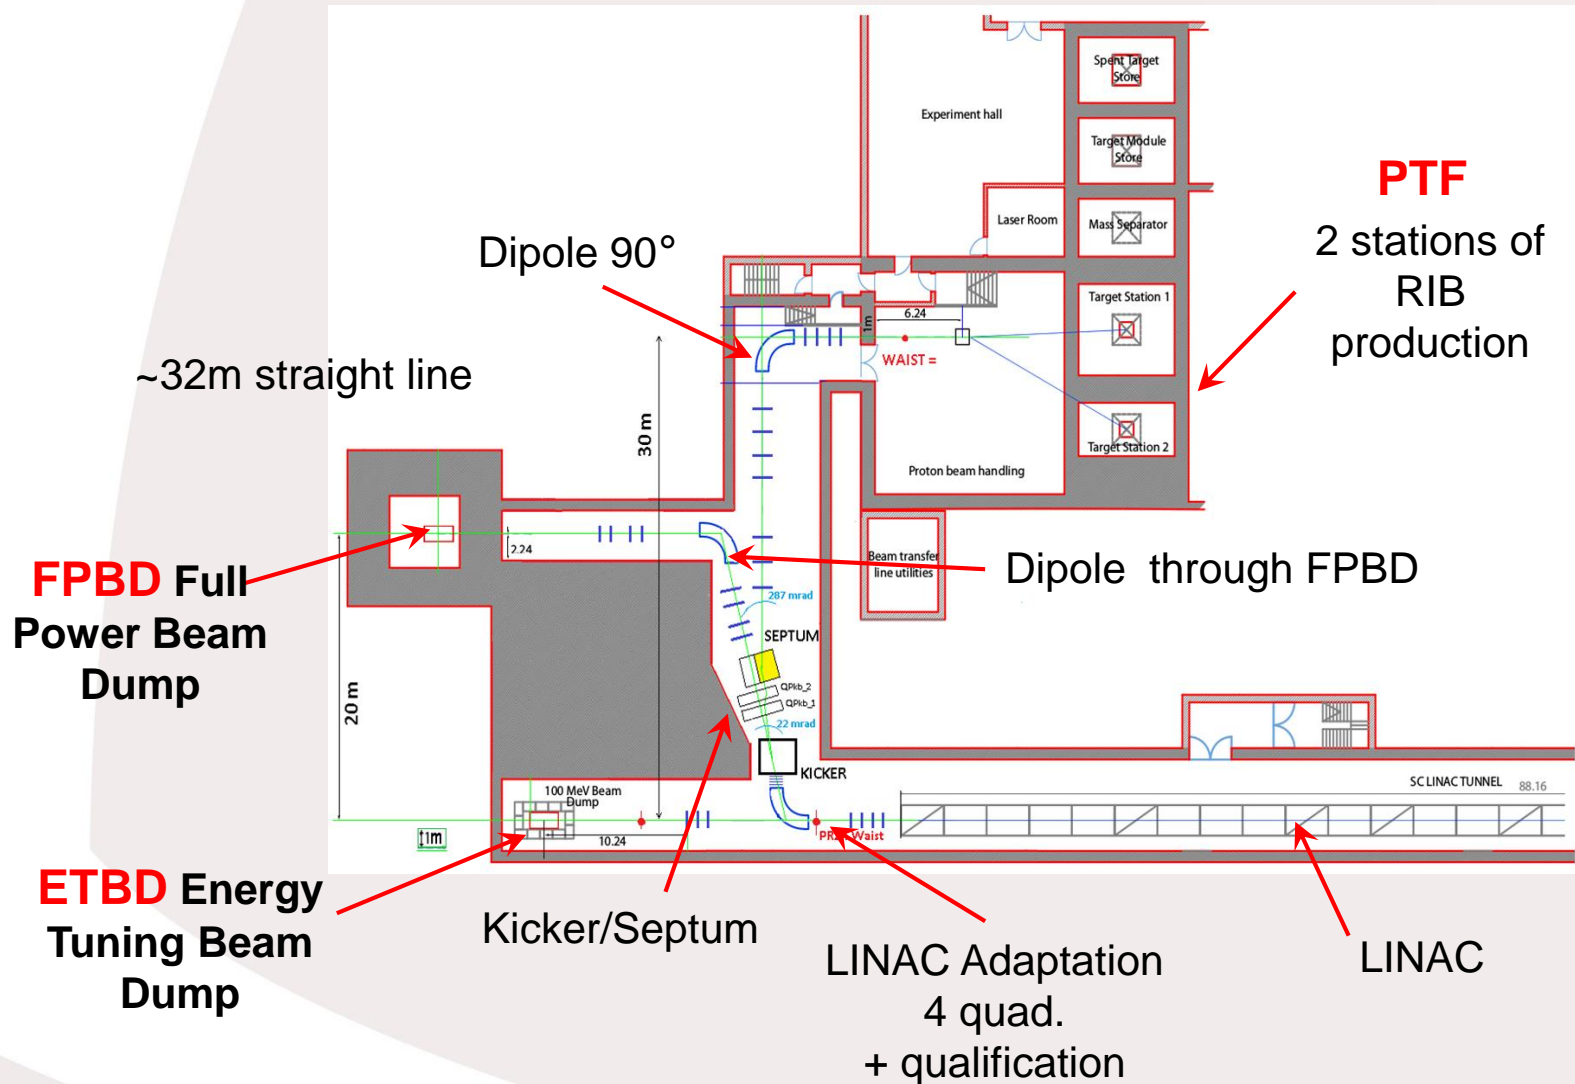 Spent Target
Store
Experiment hall
Target Module
Store
PTF
2 stations of
RIB
production
Laser Room
Mass Separator
Dipole 90°
Target Station 1
6.24
1m
WAIST =
~32m straight line
30 m
Target Station 2
Proton beam handling
2.24
Beam transfer
line utilities
Dipole through FPBD
FPBD Full
Power Beam
Dump
287 mrad
SEPTUM
QPkb_2
QPkb_1
20 m
22 mrad
KICKER
SC LINAC TUNNEL
88.16
100 MeV Beam
Dump
1m
10.24
Waist
ETBD Energy
Tuning Beam
Dump
Kicker/Septum
LINAC Adaptation
4 quad.
+ qualification
LINAC